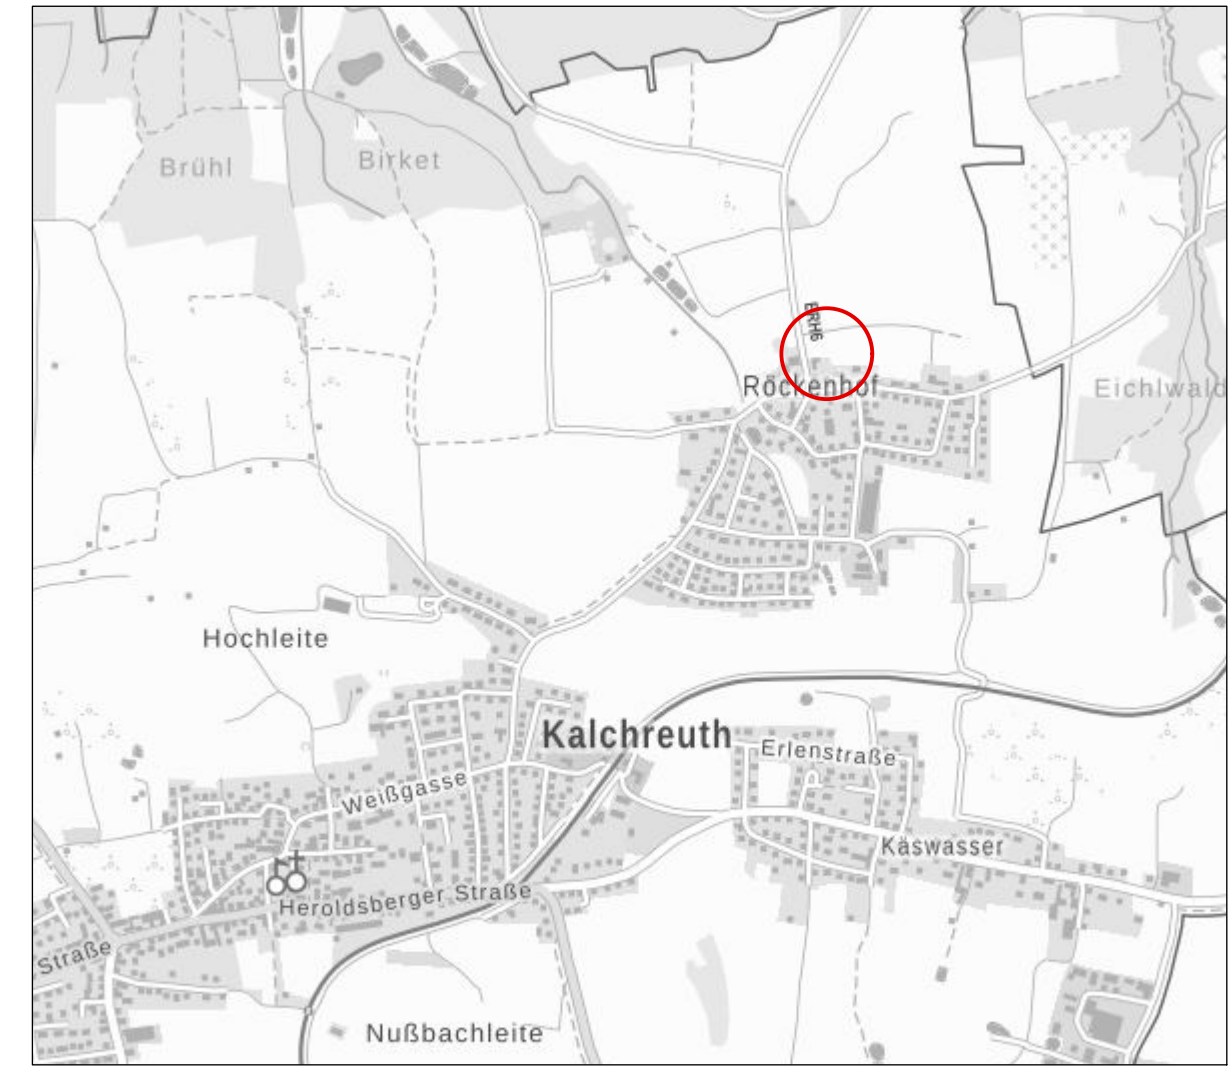 Brühl
Birket
ERH6
Röckenhof
Eichlwald
Hochleite
Kalchreuth
Erlenstraße
Weißgasse
Käswasser
Heroldsberger Straße
Straße
Nußbachleite